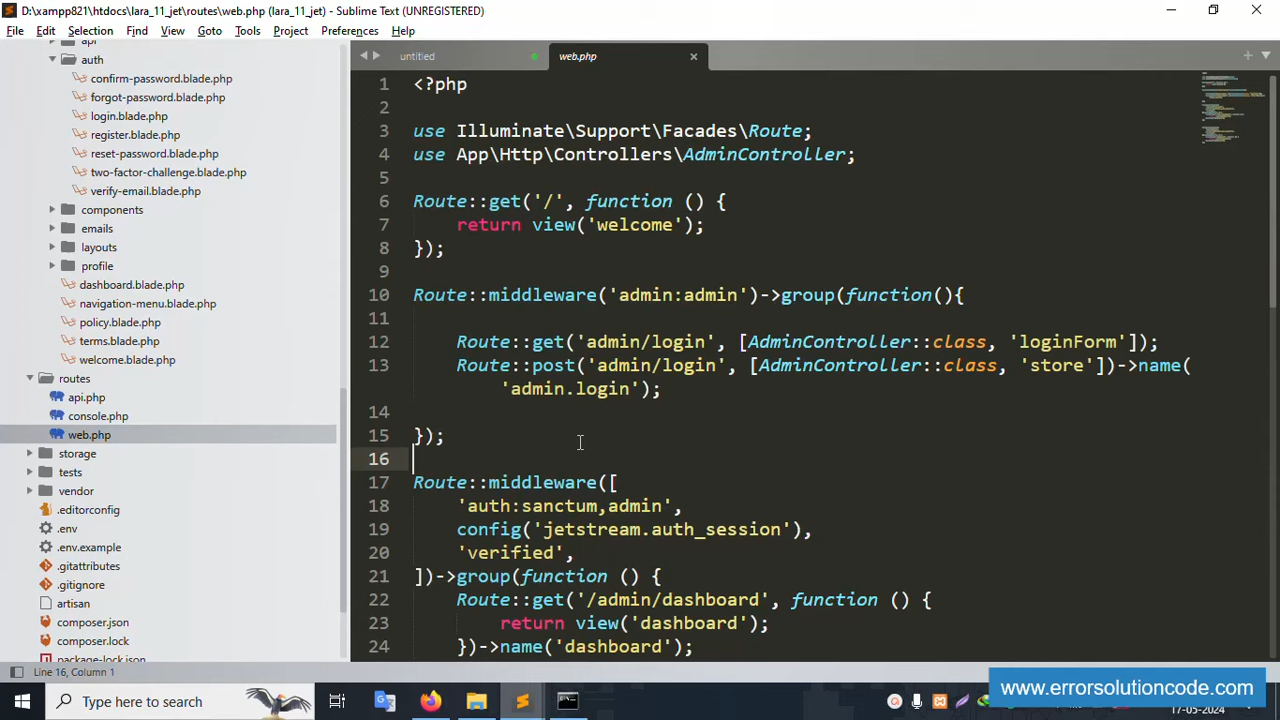 D:\xampp821\htdocs\lara_11_jet\routes\web.php (lara_11_jet) - Sublime Text (UNREGISTERED)
File Edit Selection Find View Goto Tools Project Preferences Help
api
auth
confirm-password.blade.php
forgot-password.blade.php
login.blade.php
register.blade.php
reset-password.blade.php
two-factor-challenge.blade.php
verify-email.blade.php
components
emails
layouts
profile
dashboard.blade.php
navigation-menu.blade.php
policy.blade.php
terms.blade.php
welcome.blade.php
routes
api.php
console.php
web.php
storage
tests
vendor
.editorconfig
.env
.env.example
.gitattributes
.gitignore
artisan
composer.json
composer.lock
package-lock.json
untitled
web.php
1 <?php
2
3 use Illuminate\Support\Facades\Route;
4 use App\Http\Controllers\AdminController;
5
6 Route::get('/', function () {
7 return view('welcome');
8 });
9
10 Route::middleware('admin:admin')->group(function(){
11
12 Route::get('admin/login', [AdminController::class, 'loginForm']);
13 Route::post('admin/login', [AdminController::class, 'store'])->name(
'admin.login');
14
15 });
16
17 Route::middleware([
18 'auth:sanctum,admin',
19 config('jetstream.auth_session'),
20 'verified',
21 ])->group(function () {
22 Route::get('/admin/dashboard', function () {
23 return view('dashboard');
24 })->name('dashboard');
Line 16, Column 1
www.errorsolutioncode.com
Type here to search
17-05-2024